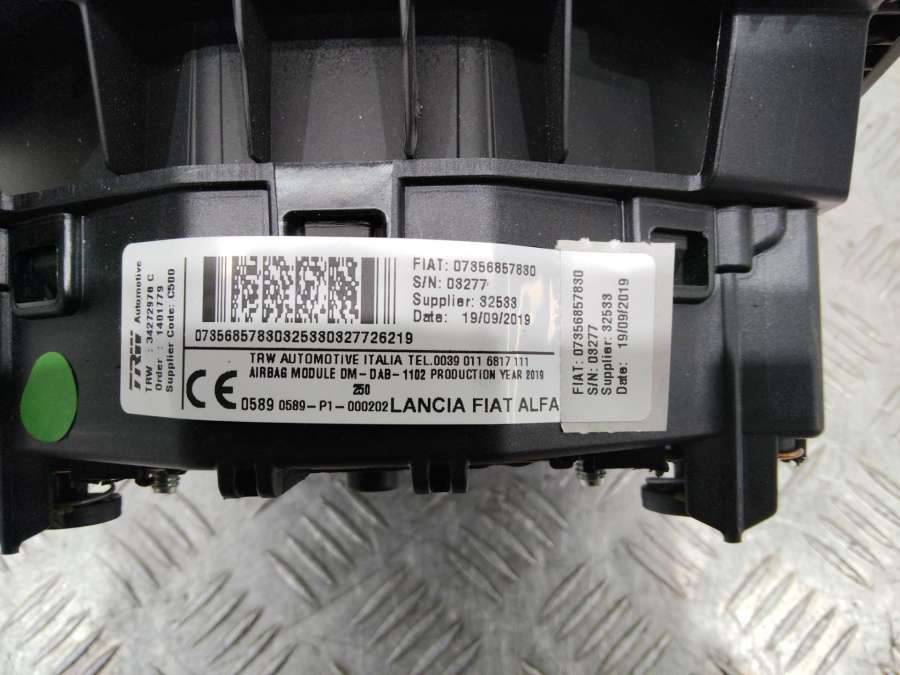 TRW Automotive
TRW : 34272978 C
Order : 1401779
Supplier Code: C500
FIAT: 07356857830
S/N: 03277
Supplier: 32533
Date: 19/09/2019
07356857830325330327726219
TRW AUTOMOTIVE ITALIA TEL.0039 011 6817 111
AIRBAG MODULE DM-DAB-1102 PRODUCTION YEAR 2019
250
CE 0589 0589-P1-000202 LANCIA FIAT ALFA
FIAT: 07356857830
S/N: 03277
Supplier: 32533
Date: 19/09/2019